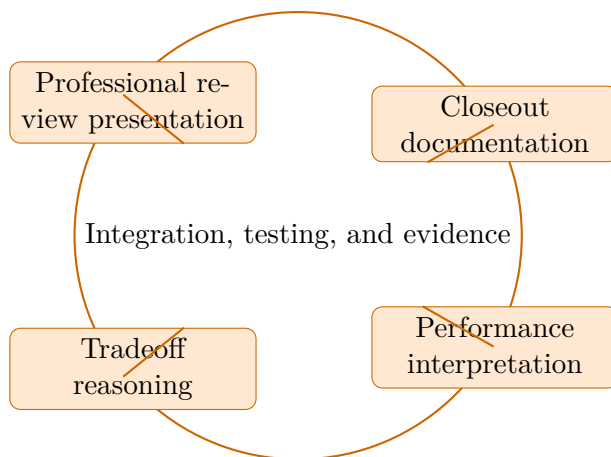 Professional re-
view presentation
Closeout
documentation
Integration, testing, and evidence
Tradeoff
reasoning
Performance
interpretation